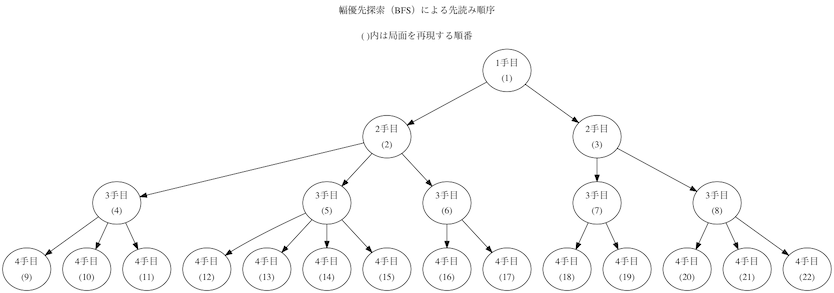 幅優先探索（BFS）による先読み順序
( )内は局面を再現する順番
1手目
(1)
2手目
(2)
2手目
(3)
3手目
(4)
3手目
(5)
3手目
(6)
3手目
(7)
3手目
(8)
4手目
(9)
4手目
(10)
4手目
(11)
4手目
(12)
4手目
(13)
4手目
(14)
4手目
(15)
4手目
(16)
4手目
(17)
4手目
(18)
4手目
(19)
4手目
(20)
4手目
(21)
4手目
(22)